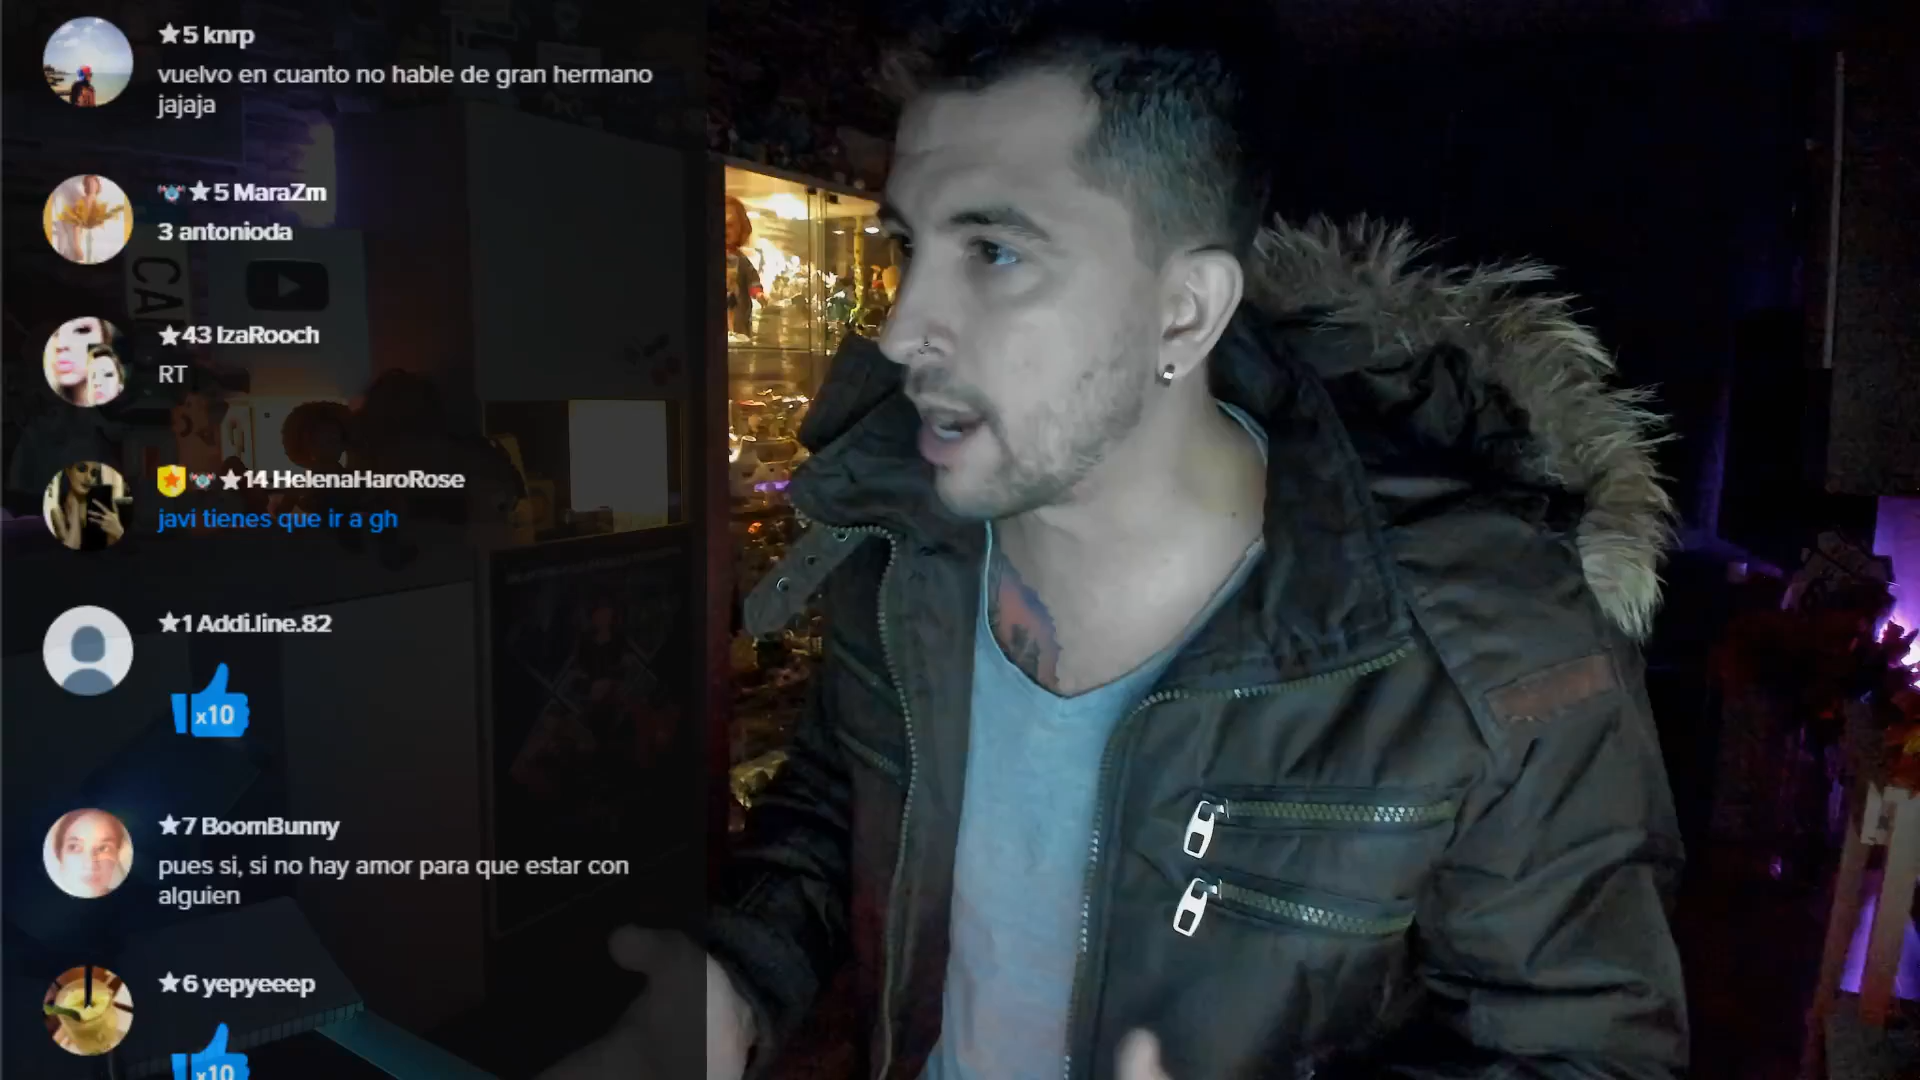 ★5 knrp
vuelvo en cuanto no hable de gran hermano
jajaja
★5 MaraZm
3 antonioda
★43 IzaRooch
RT
★14 HelenaHaroRose
javi tienes que ir a gh
★1 Addi.line.82
x10
★7 BoomBunny
pues si, si no hay amor para que estar con
alguien
★6 yepyeeep
x10